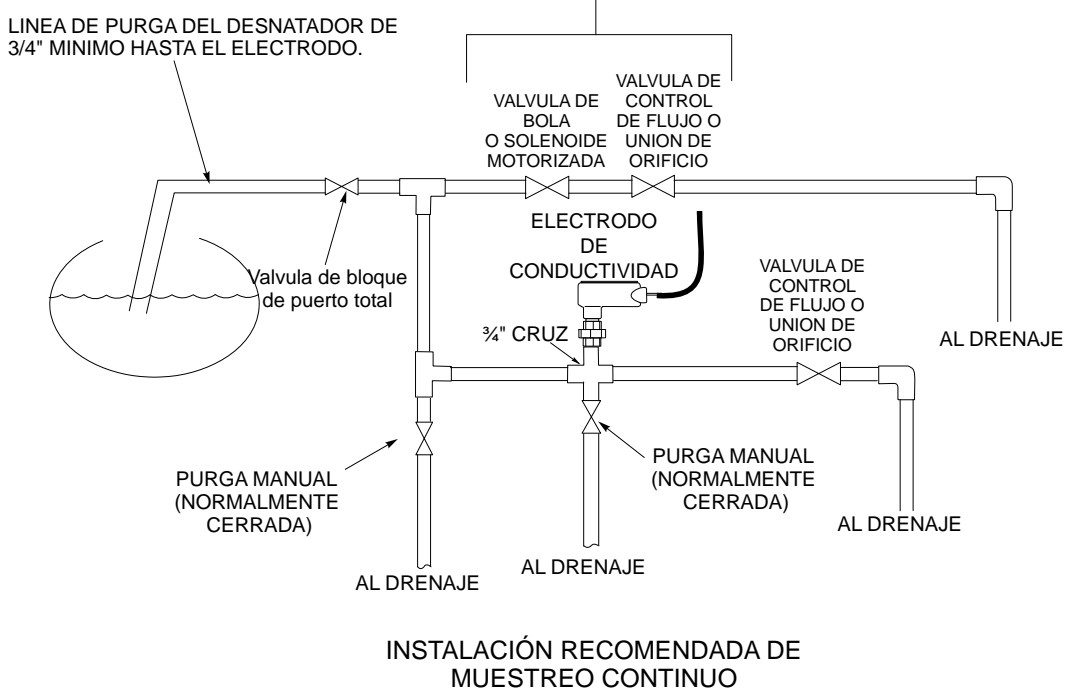 LINEA DE PURGA DEL DESNATADOR DE
3/4" MINIMO HASTA EL ELECTRODO.
VALVULA DE
BOLA
O SOLENOIDE
MOTORIZADA
VALVULA DE
CONTROL
DE FLUJO O
UNION DE
ORIFICIO
Valvula de bloque
de puerto total
ELECTRODO
DE
CONDUCTIVIDAD
¾" CRUZ
VALVULA DE
CONTROL
DE FLUJO O
UNION DE
ORIFICIO
AL DRENAJE
PURGA MANUAL
(NORMALMENTE
CERRADA)
PURGA MANUAL
(NORMALMENTE
CERRADA)
AL DRENAJE
AL DRENAJE
AL DRENAJE
INSTALACIÓN RECOMENDADA DE
MUESTREO CONTINUO